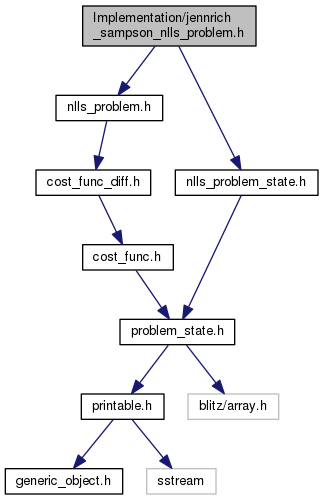 Implementation/jennrich
_sampson_nlls_problem.h
nlls_problem.h
cost_func_diff.h
nlls_problem_state.h
cost_func.h
problem_state.h
printable.h
blitz/array.h
generic_object.h
sstream